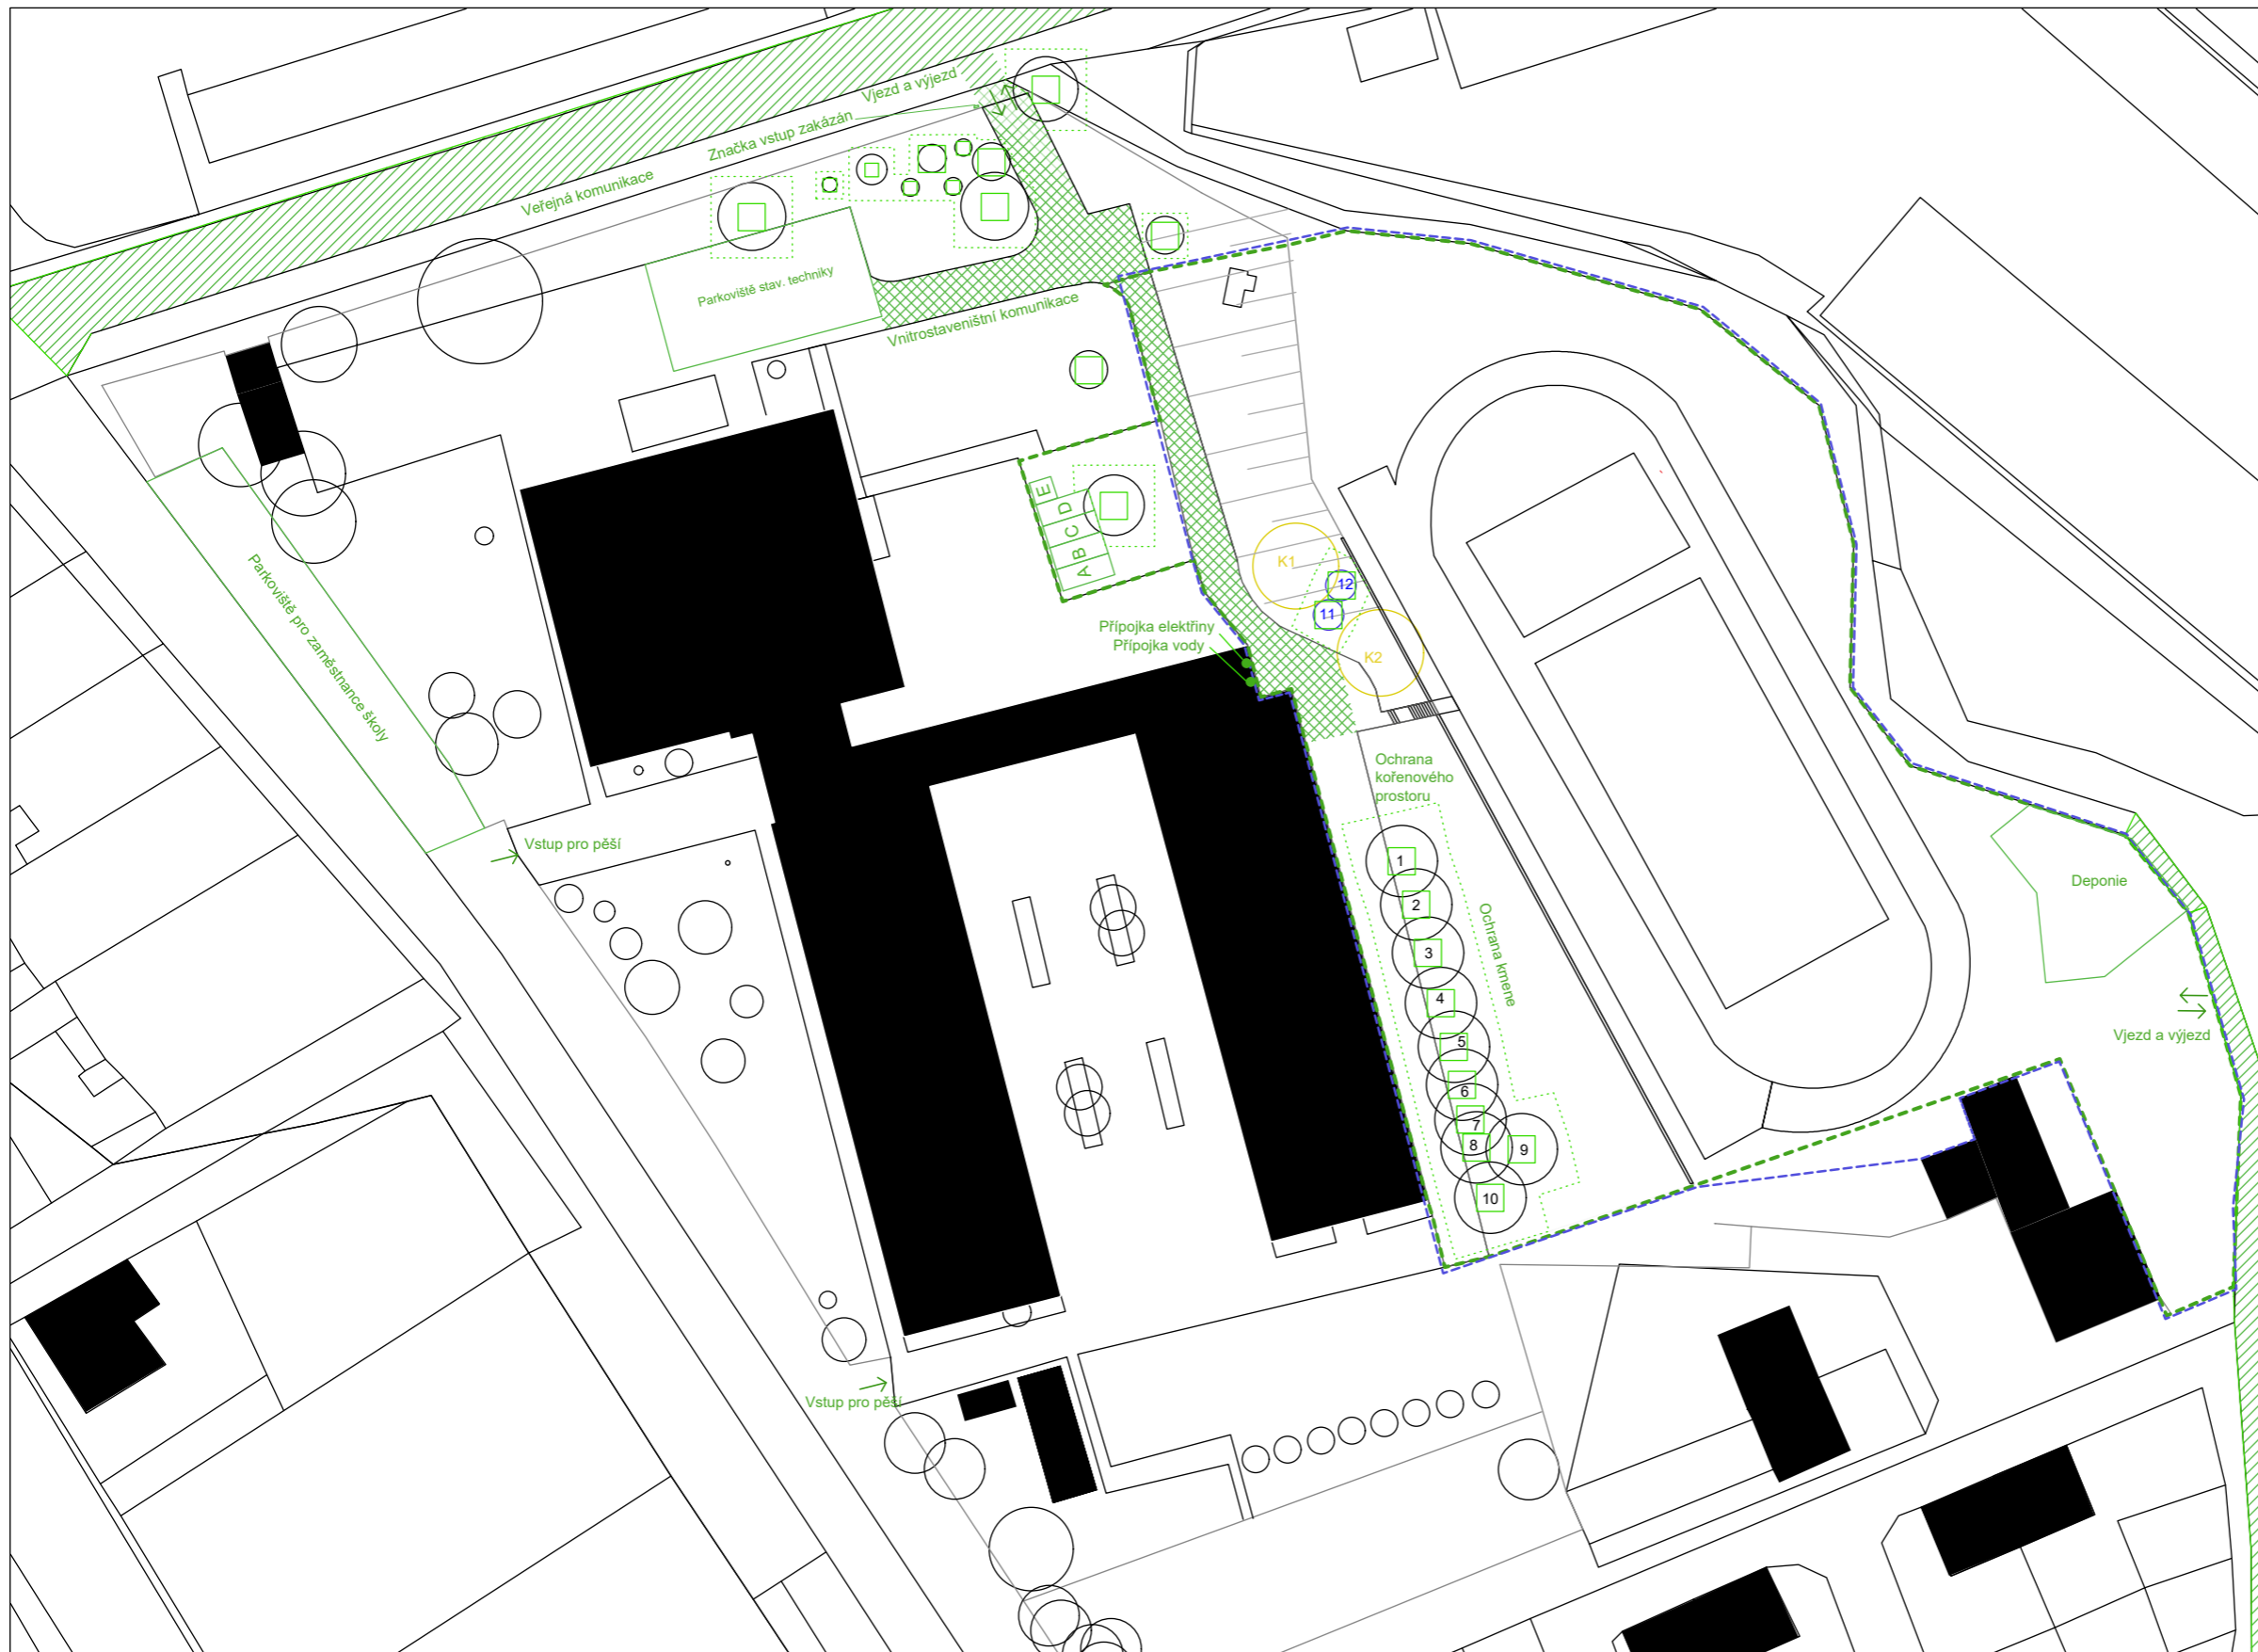 Vjezd a výjezd
Značka vstup zakázán
Veřejná komunikace
Parkoviště stav. techniky
Vnitrostaveništní komunikace
E
D
C
B
A
K1
12
11
K2
Přípojka elektřiny
Přípojka vody
Parkoviště pro zaměstnance školy
Ochrana
kořenového
prostoru
Vstup pro pěší
1
2
3
4
5
6
7
8
9
10
Ochrana kmene
Deponie
Vjezd a výjezd
Vstup pro pěší